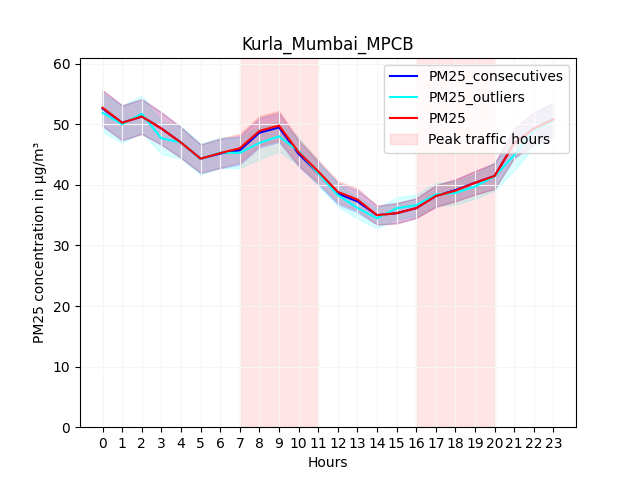 Kurla_Mumbai_MPCB
PM25_consecutives
PM25_outliers
PM25
Peak traffic hours
PM25 concentration in µg/m³
60
50
40
30
20
10
0
0 1 2 3 4 5 6 7 8 9 10 11 12 13 14 15 16 17 18 19 20 21 22 23
Hours